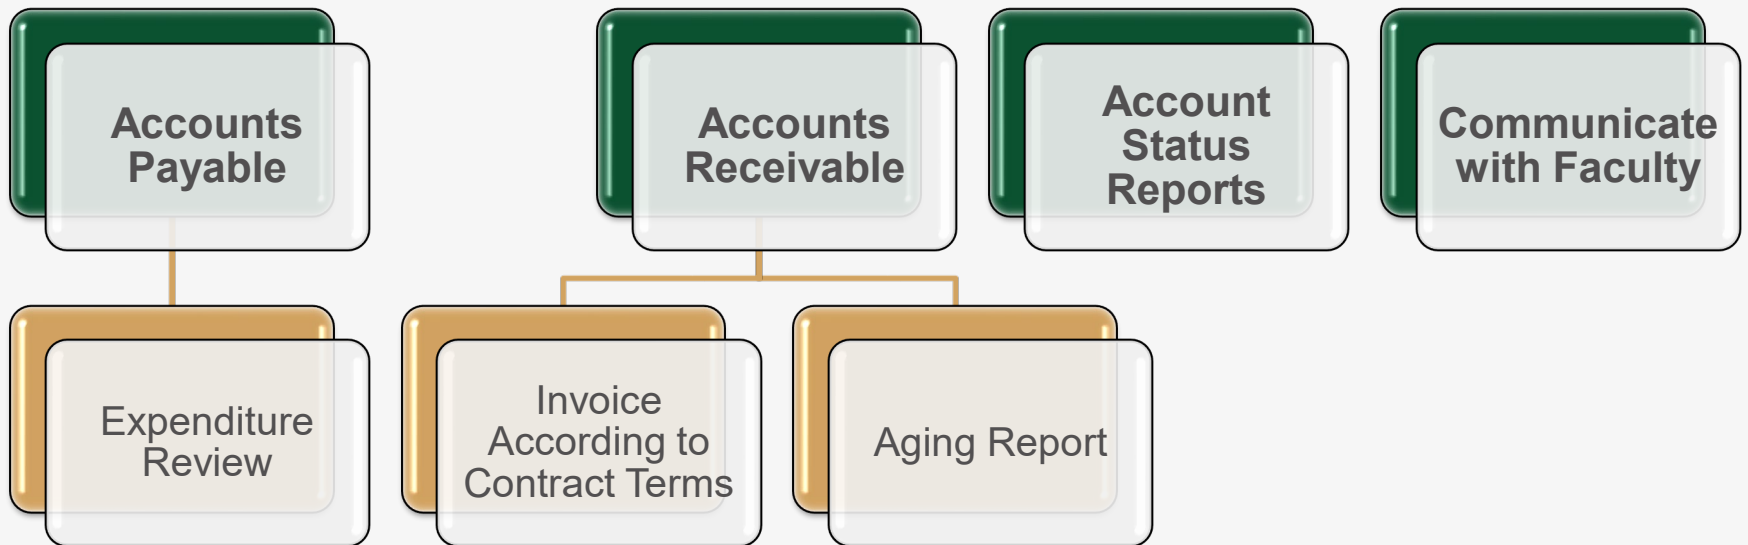 Accounts
Payable
Accounts
Receivable
Account
Status
Reports
Communicate
with Faculty
Expenditure
Review
Invoice
According to
Contract Terms
Aging Report